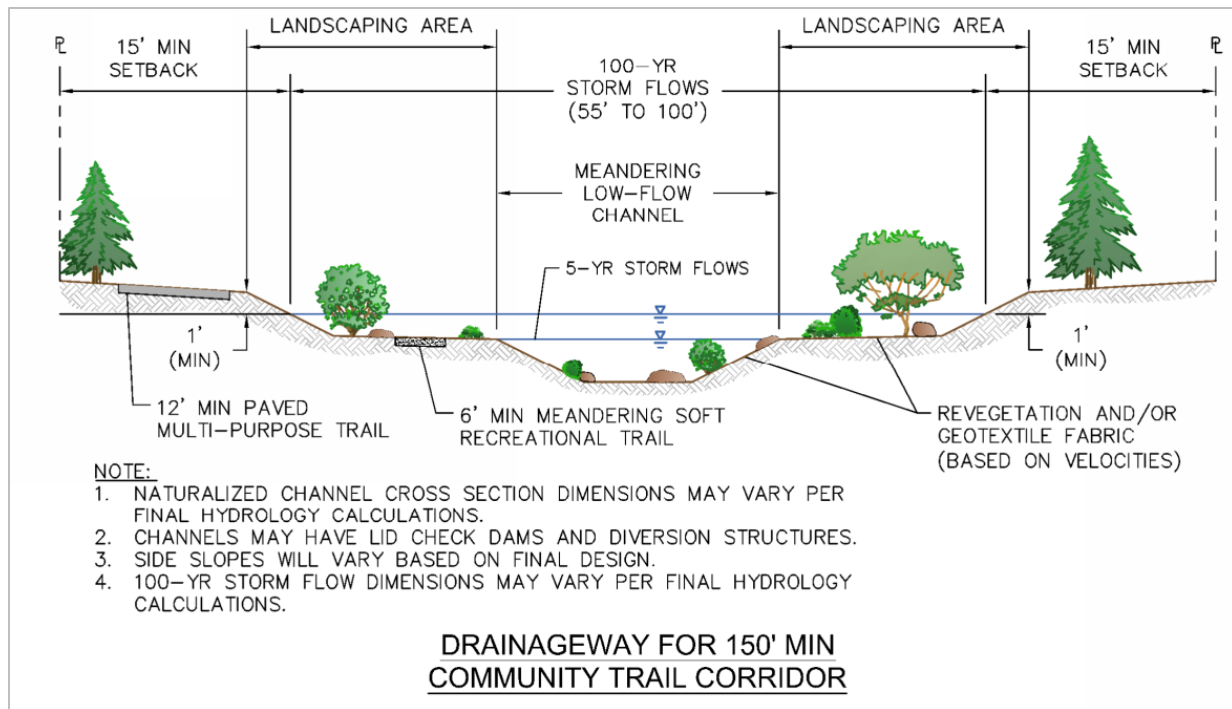 LANDSCAPING AREA
LANDSCAPING AREA
℄
15' MIN
SETBACK
100-YR
STORM FLOWS
(55' TO 100')
15' MIN
SETBACK
℄
MEANDERING
LOW-FLOW
CHANNEL
5-YR STORM FLOWS
1'
(MIN)
1'
(MIN)
12' MIN PAVED
MULTI-PURPOSE TRAIL
6' MIN MEANDERING SOFT
RECREATIONAL TRAIL
REVEGETATION AND/OR
GEOTEXTILE FABRIC
(BASED ON VELOCITIES)
NOTE:
1. NATURALIZED CHANNEL CROSS SECTION DIMENSIONS MAY VARY PER
FINAL HYDROLOGY CALCULATIONS.
2. CHANNELS MAY HAVE LID CHECK DAMS AND DIVERSION STRUCTURES.
3. SIDE SLOPES WILL VARY BASED ON FINAL DESIGN.
4. 100-YR STORM FLOW DIMENSIONS MAY VARY PER FINAL HYDROLOGY
CALCULATIONS.
DRAINAGEWAY FOR 150' MIN
COMMUNITY TRAIL CORRIDOR